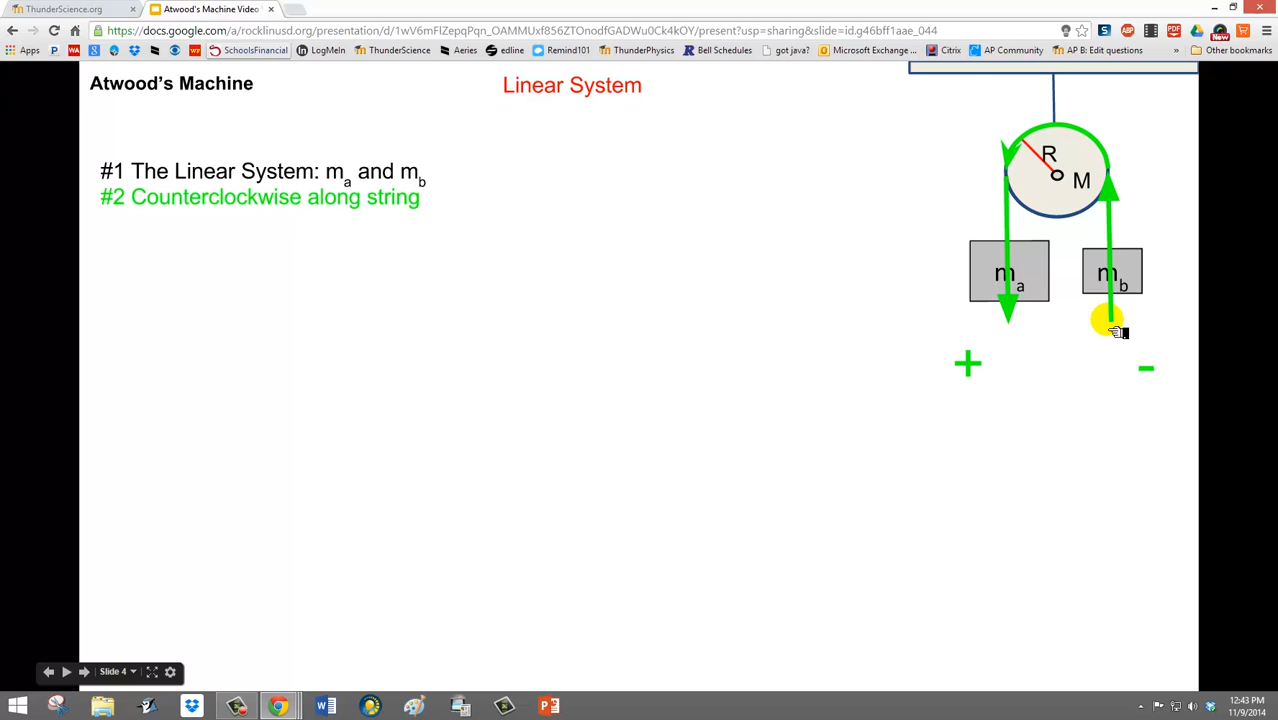 ThunderScience.org
Atwood's Machine Video
https://docs.google.com/a/rocklinusd.org/presentation/d/1wV6mFlZepqPqn_OAMMUxf856ZTOnodfGADWu0Ck4kOY/present?usp=sharing&slide=id.g46bff1aae_044
Apps SchoolsFinancial LogMeIn ThunderScience Aeries edline Remind101 ThunderPhysics Bell Schedules got java? Microsoft Exchange ... Citrix AP Community AP B: Edit questions » Other bookmarks
Atwood's Machine
Linear System
#1 The Linear System: ma and mb
#2 Counterclockwise along string
R
M
ma
mb
+
-
Slide 4
12:43 PM
11/9/2014